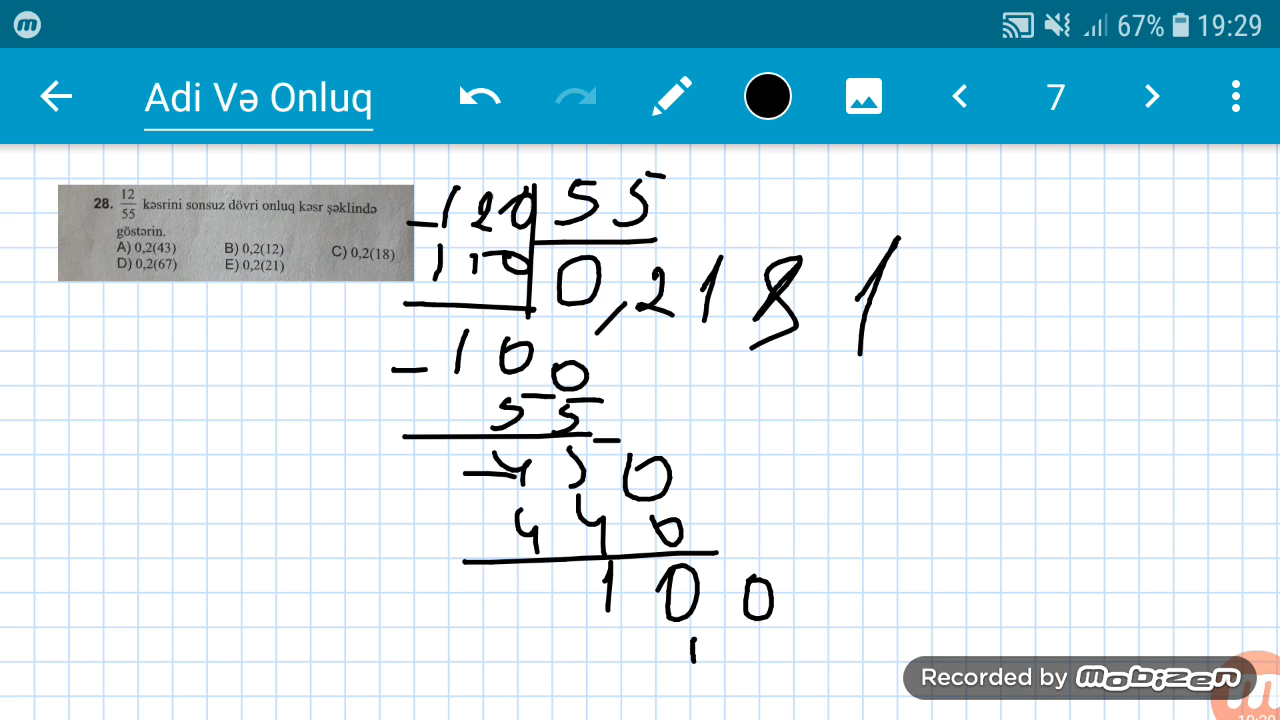 67% 19:29
Adi Və Onluq 7
28. 12/55 kəsrini sonsuz dövri onluq kəsr şəklində
göstərin.
A) 0,2(43) B) 0,2(12) C) 0,2(18)
D) 0,2(67) E) 0,2(21)
-120 55
110 0,2181
-100
55
-450
440
100
Recorded by mobizen